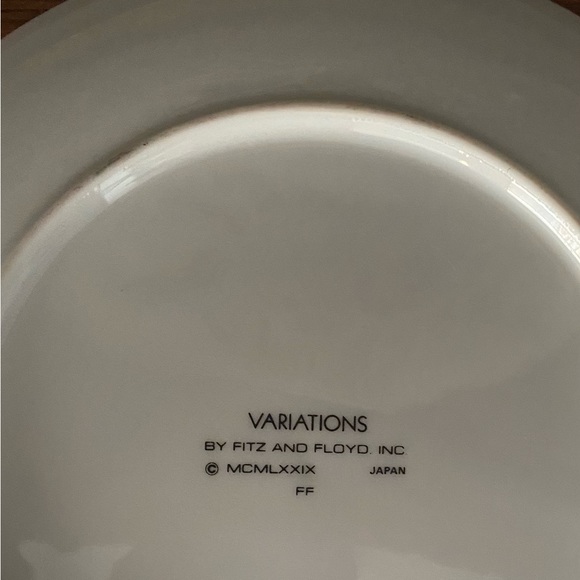 VARIATIONS
BY FITZ AND FLOYD. INC
© MCMLXXIX JAPAN
FF